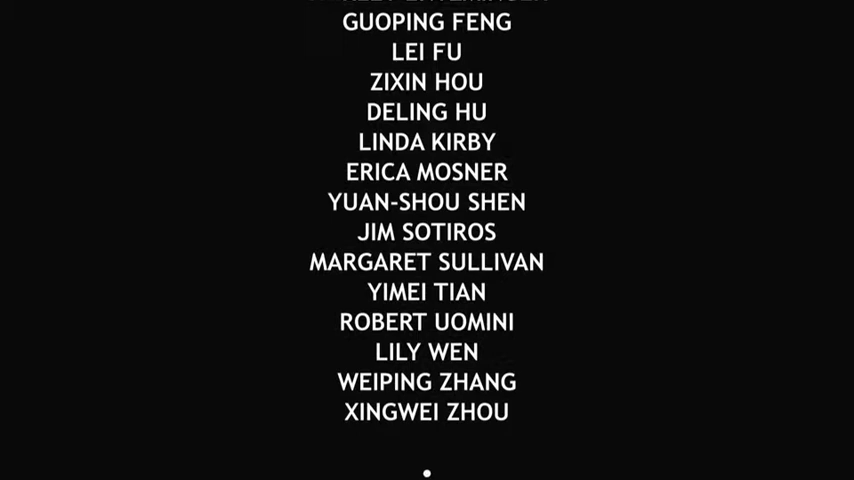 GUOPING FENG
LEI FU
ZIXIN HOU
DELING HU
LINDA KIRBY
ERICA MOSNER
YUAN-SHOU SHEN
JIM SOTIROS
MARGARET SULLIVAN
YIMEI TIAN
ROBERT UOMINI
LILY WEN
WEIPING ZHANG
XINGWEI ZHOU